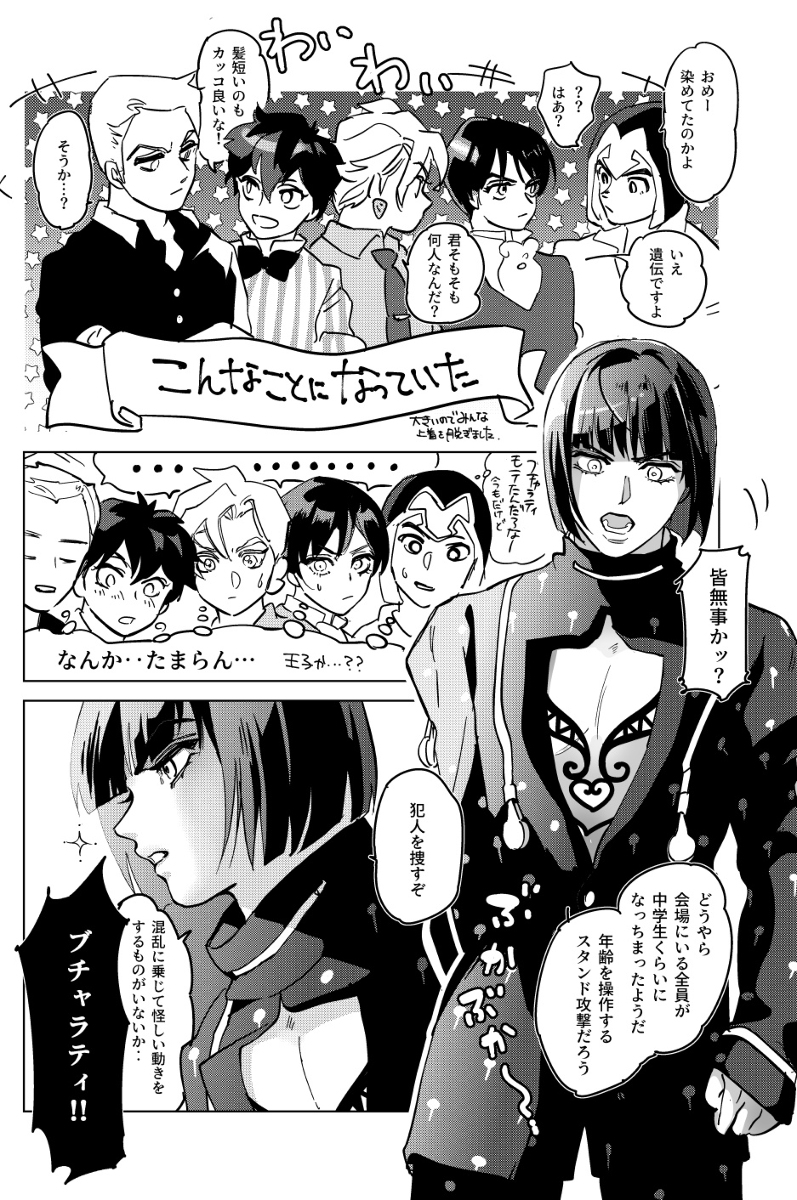 おめー
染めてたのかよ
いえ
遺伝ですよ
？？
はあ？
わいわい
君そもそも
何人なんだ？
髪短いのも
カッコ良いな！
そうか…？
こんなことになっていた
大きいのでみんな
上着を脱ぎました
皆無事かッ？
ブチャラティ
モテたんだろなー
今もだけど
………………
なんか‥たまらん…
王子か…??
どうやら
会場にいる全員が
中学生くらいに
なっちまったようだ
年齢を操作する
スタンド攻撃だろう
ぶかぶか～
犯人を捜すぞ
混乱に乗じて怪しい動きを
するものがいないか‥
ブチャラティ!!